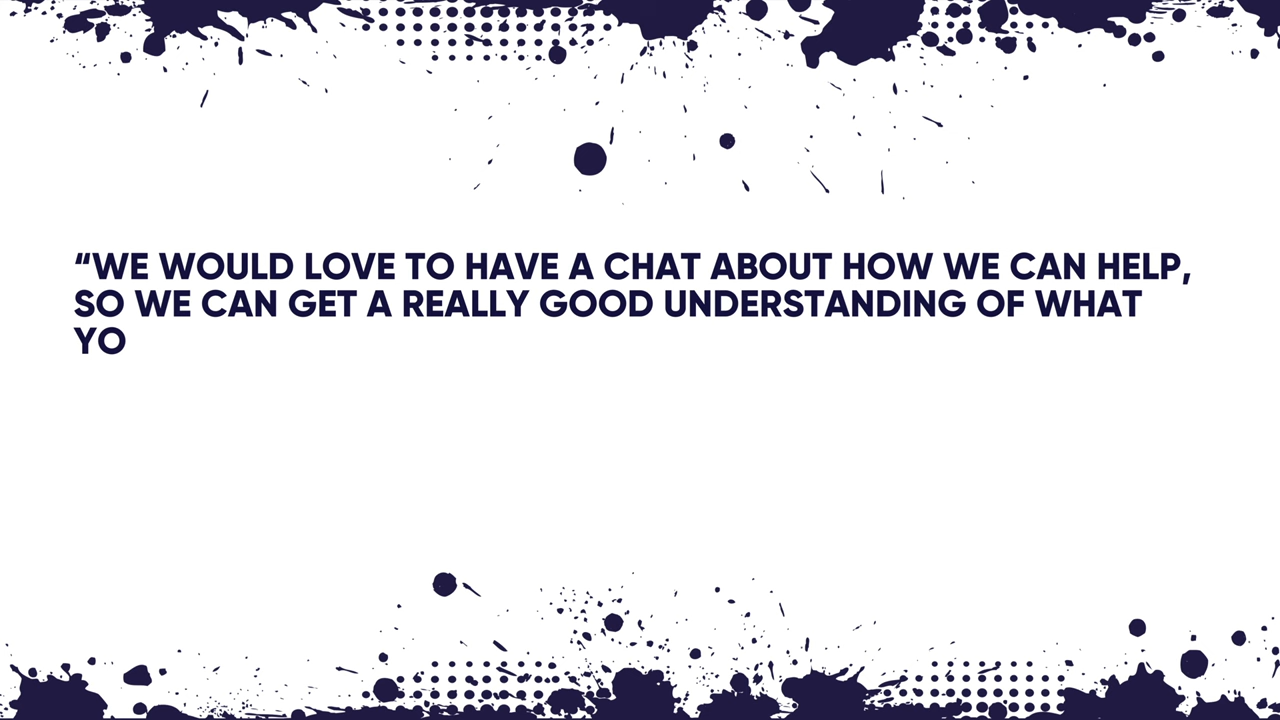 “WE WOULD LOVE TO HAVE A CHAT ABOUT HOW WE CAN HELP,
SO WE CAN GET A REALLY GOOD UNDERSTANDING OF WHAT
YO